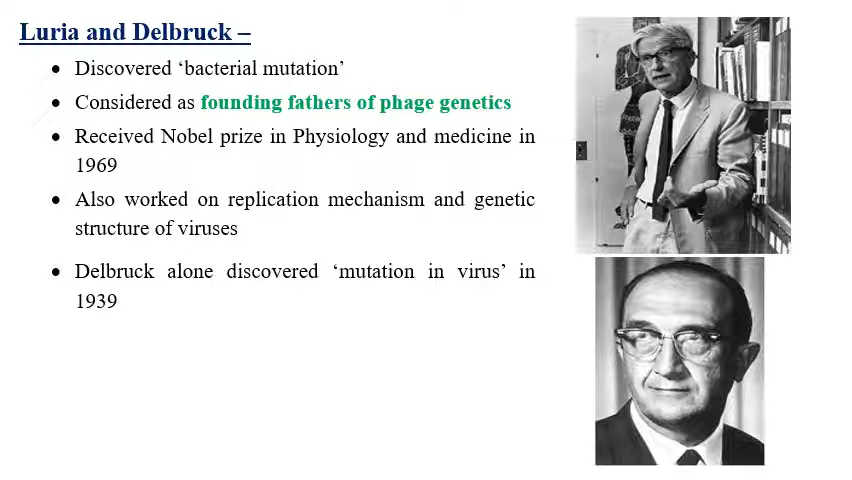 Luria and Delbruck –
• Discovered ‘bacterial mutation’
• Considered as founding fathers of phage genetics
• Received Nobel prize in Physiology and medicine in
1969
• Also worked on replication mechanism and genetic
structure of viruses
• Delbruck alone discovered ‘mutation in virus’ in
1939